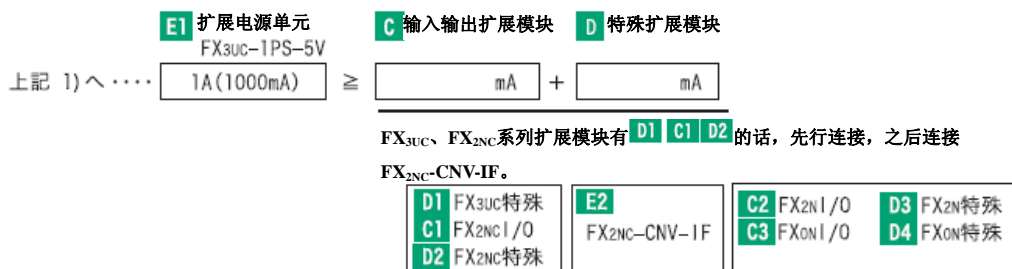 E1 扩展电源单元 C 输入输出扩展模块 D 特殊扩展模块
FX3UC-1PS-5V
上記 1)へ ···· 1A(1000mA) ≧ mA + mA
FX3UC、FX2NC系列扩展模块有 D1 C1 D2 的话，先行连接，之后连接
FX2NC-CNV-IF。
D1 FX3UC特殊
C1 FX2NCI/O
D2 FX2NC特殊
E2
FX2NC-CNV-IF
C2 FX2NI/O D3 FX2N特殊
C3 FX0NI/O D4 FX0N特殊